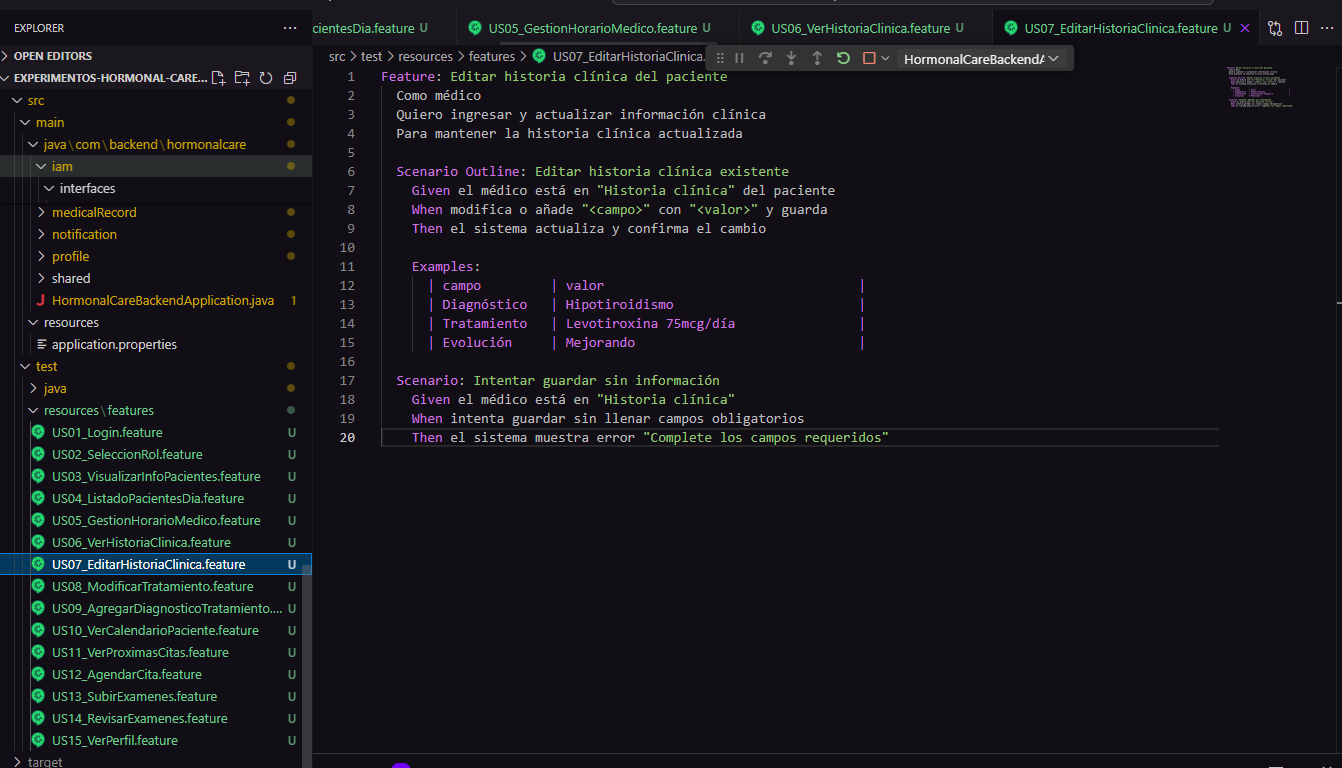 EXPLORER
OPEN EDITORS
EXPERIMENTOS-HORMONAL-CARE...
src
main
java\com\backend\hormonalcare
iam
interfaces
medicalRecord
notification
profile
shared
J HormonalCareBackendApplication.java 1
resources
application.properties
test
java
resources\features
US01_Login.feature U
US02_SeleccionRol.feature U
US03_VisualizarInfoPacientes.feature U
US04_ListadoPacientesDia.feature U
US05_GestionHorarioMedico.feature U
US06_VerHistoriaClinica.feature U
US07_EditarHistoriaClinica.feature U
US08_ModificarTratamiento.feature U
US09_AgregarDiagnosticoTratamiento.... U
US10_VerCalendarioPaciente.feature U
US11_VerProximasCitas.feature U
US12_AgendarCita.feature U
US13_SubirExamenes.feature U
US14_RevisarExamenes.feature U
US15_VerPerfil.feature U
target
cientesDia.feature U
US05_GestionHorarioMedico.feature U
US06_VerHistoriaClinica.feature U
US07_EditarHistoriaClinica.feature U
src > test > resources > features > US07_EditarHistoriaClinica.
HormonalCareBackendA
1 Feature: Editar historia clínica del paciente
2 Como médico
3 Quiero ingresar y actualizar información clínica
4 Para mantener la historia clínica actualizada
5
6 Scenario Outline: Editar historia clínica existente
7 Given el médico está en "Historia clínica" del paciente
8 When modifica o añade "<campo>" con "<valor>" y guarda
9 Then el sistema actualiza y confirma el cambio
10
11 Examples:
12 | campo | valor |
13 | Diagnóstico | Hipotiroidismo |
14 | Tratamiento | Levotiroxina 75mcg/día |
15 | Evolución | Mejorando |
16
17 Scenario: Intentar guardar sin información
18 Given el médico está en "Historia clínica"
19 When intenta guardar sin llenar campos obligatorios
20 Then el sistema muestra error "Complete los campos requeridos"